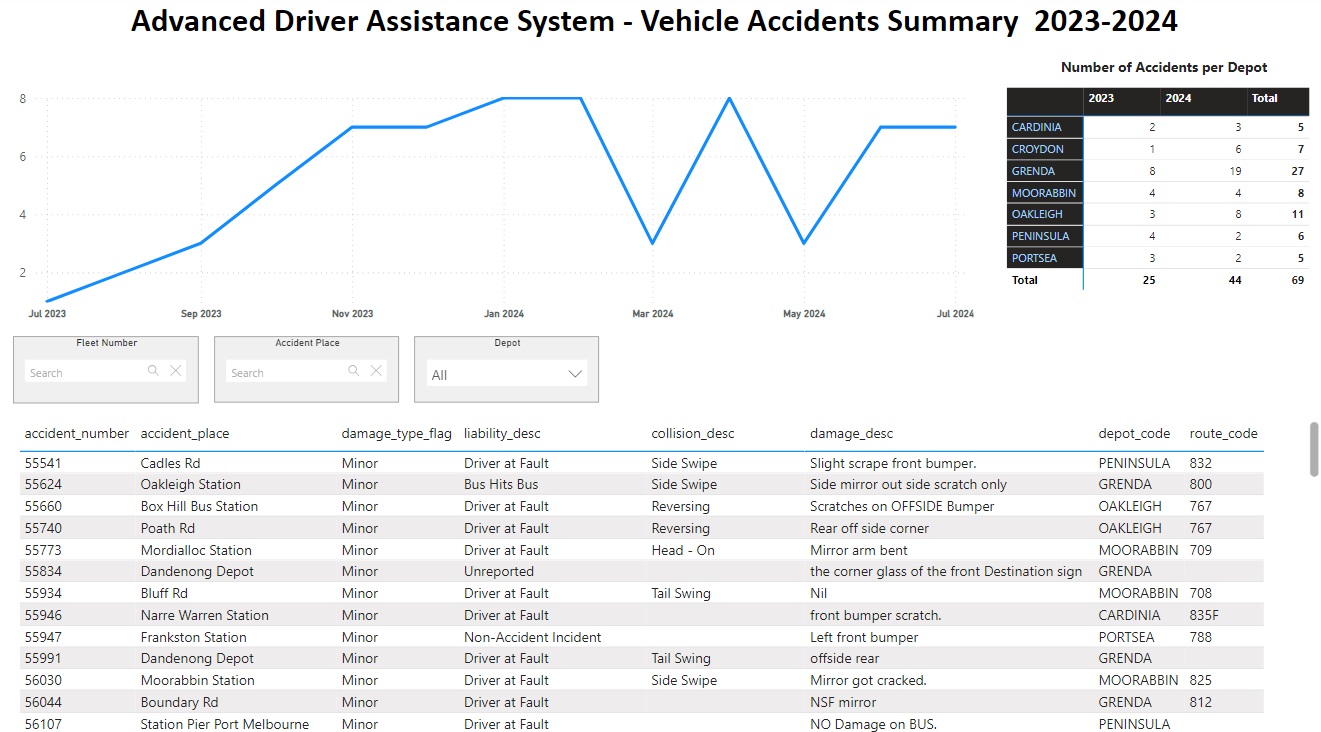 Advanced Driver Assistance System - Vehicle Accidents Summary 2023-2024
Number of Accidents per Depot
2023 2024 Total
CARDINIA 2 3 5
CROYDON 1 6 7
GRENDA 8 19 27
MOORABBIN 4 4 8
OAKLEIGH 3 8 11
PENINSULA 4 2 6
PORTSEA 3 2 5
Total 25 44 69
8
6
4
2
Jul 2023 Sep 2023 Nov 2023 Jan 2024 Mar 2024 May 2024 Jul 2024
Fleet Number Accident Place Depot
Search Search All
accident_number accident_place damage_type_flag liability_desc collision_desc damage_desc depot_code route_code
55541 Cadles Rd Minor Driver at Fault Side Swipe Slight scrape front bumper. PENINSULA 832
55624 Oakleigh Station Minor Bus Hits Bus Side Swipe Side mirror out side scratch only GRENDA 800
55660 Box Hill Bus Station Minor Driver at Fault Reversing Scratches on OFFSIDE Bumper OAKLEIGH 767
55740 Poath Rd Minor Driver at Fault Reversing Rear off side corner OAKLEIGH 767
55773 Mordialloc Station Minor Driver at Fault Head - On Mirror arm bent MOORABBIN 709
55834 Dandenong Depot Minor Unreported the corner glass of the front Destination sign GRENDA
55934 Bluff Rd Minor Driver at Fault Tail Swing Nil MOORABBIN 708
55946 Narre Warren Station Minor Driver at Fault front bumper scratch. CARDINIA 835F
55947 Frankston Station Minor Non-Accident Incident Left front bumper PORTSEA 788
55991 Dandenong Depot Minor Driver at Fault Tail Swing offside rear GRENDA
56030 Moorabbin Station Minor Driver at Fault Side Swipe Mirror got cracked. MOORABBIN 825
56044 Boundary Rd Minor Driver at Fault NSF mirror GRENDA 812
56107 Station Pier Port Melbourne Minor Driver at Fault NO Damage on BUS. PENINSULA